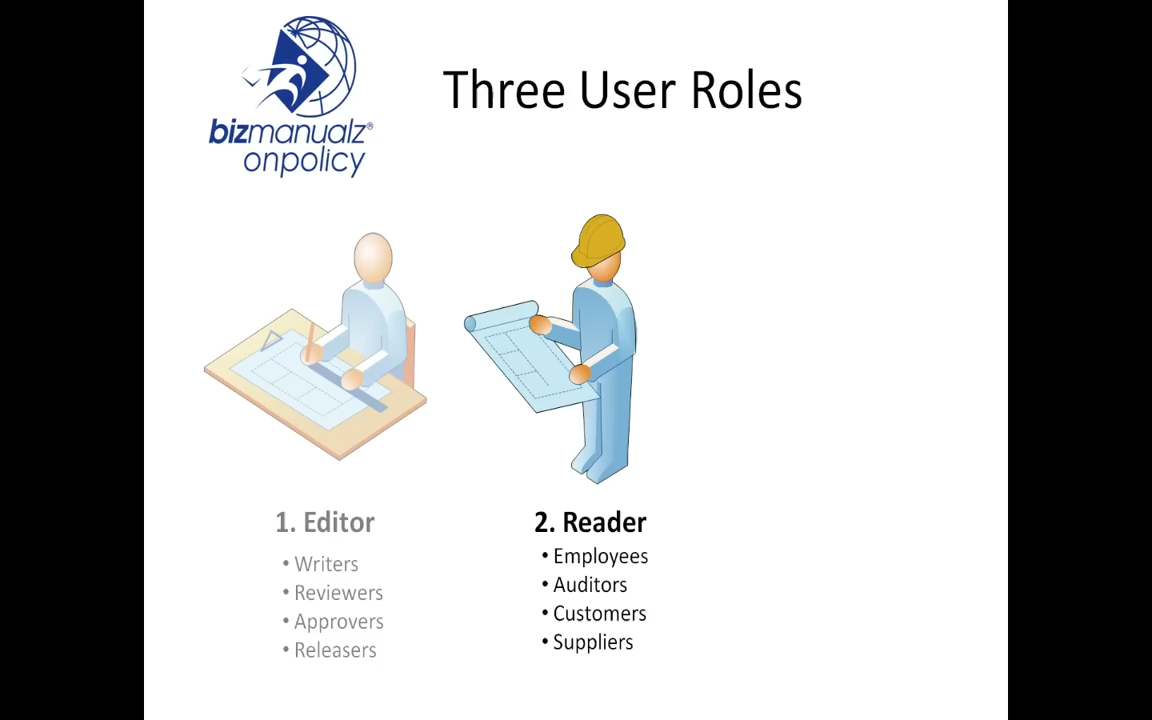 bizmanualz®
onpolicy
Three User Roles
1. Editor
• Writers
• Reviewers
• Approvers
• Releasers
2. Reader
• Employees
• Auditors
• Customers
• Suppliers